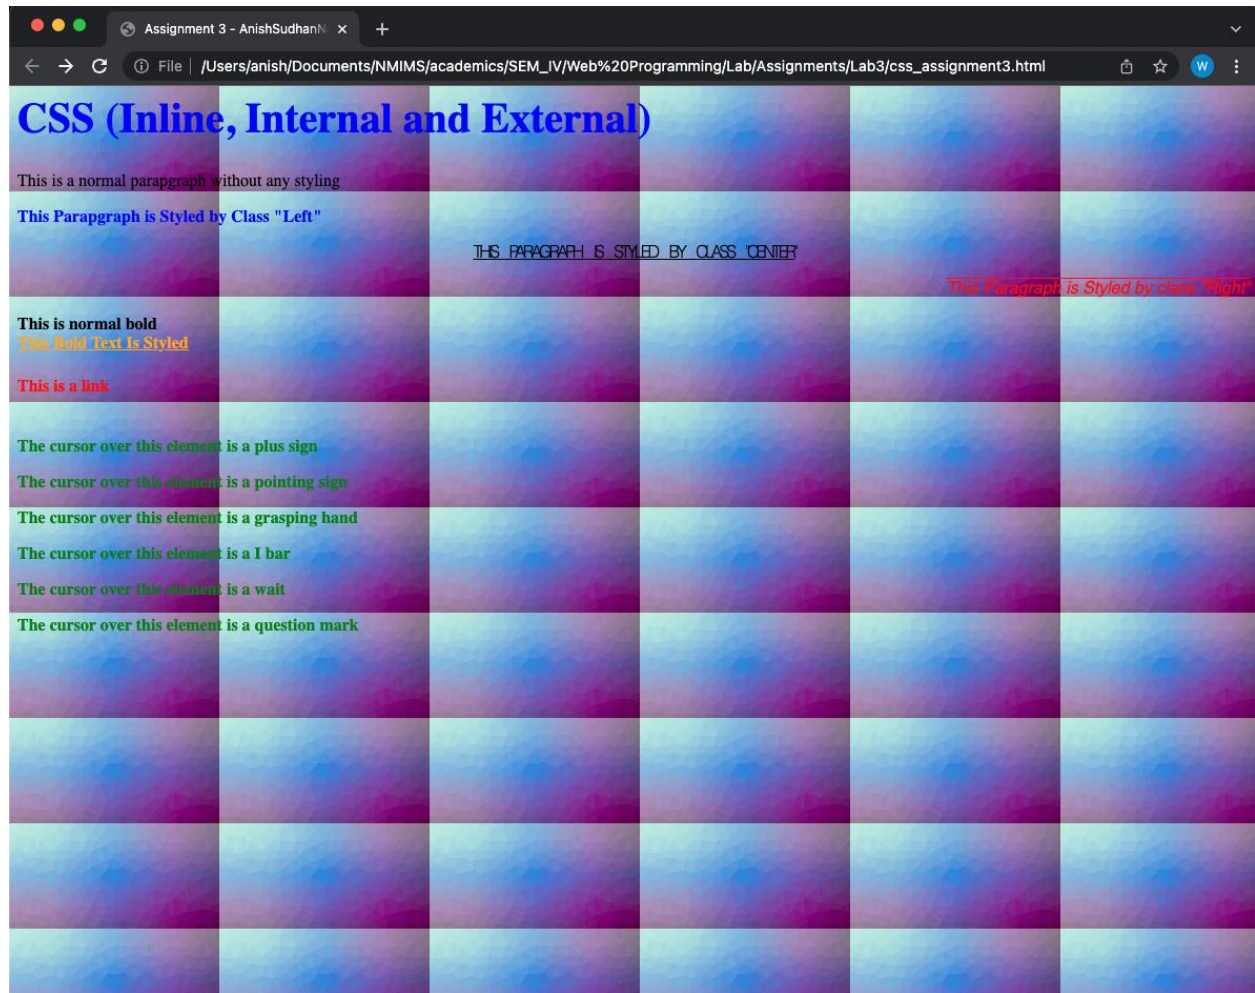 Assignment 3 - AnishSudhanN
File /Users/anish/Documents/NMIMS/academics/SEM_IV/Web%20Programming/Lab/Assignments/Lab3/css_assignment3.html
W
CSS (Inline, Internal and External)
This is a normal parapgraph without any styling
This Parapgraph is Styled by Class "Left"
THIS PARAGRAPH IS STYLED BY CLASS "CENTER"
This Paragraph is Styled by class "Right"
This is normal bold
This Bold Text Is Styled
This is a link
The cursor over this element is a plus sign
The cursor over this element is a pointing sign
The cursor over this element is a grasping hand
The cursor over this element is a I bar
The cursor over this element is a wait
The cursor over this element is a question mark